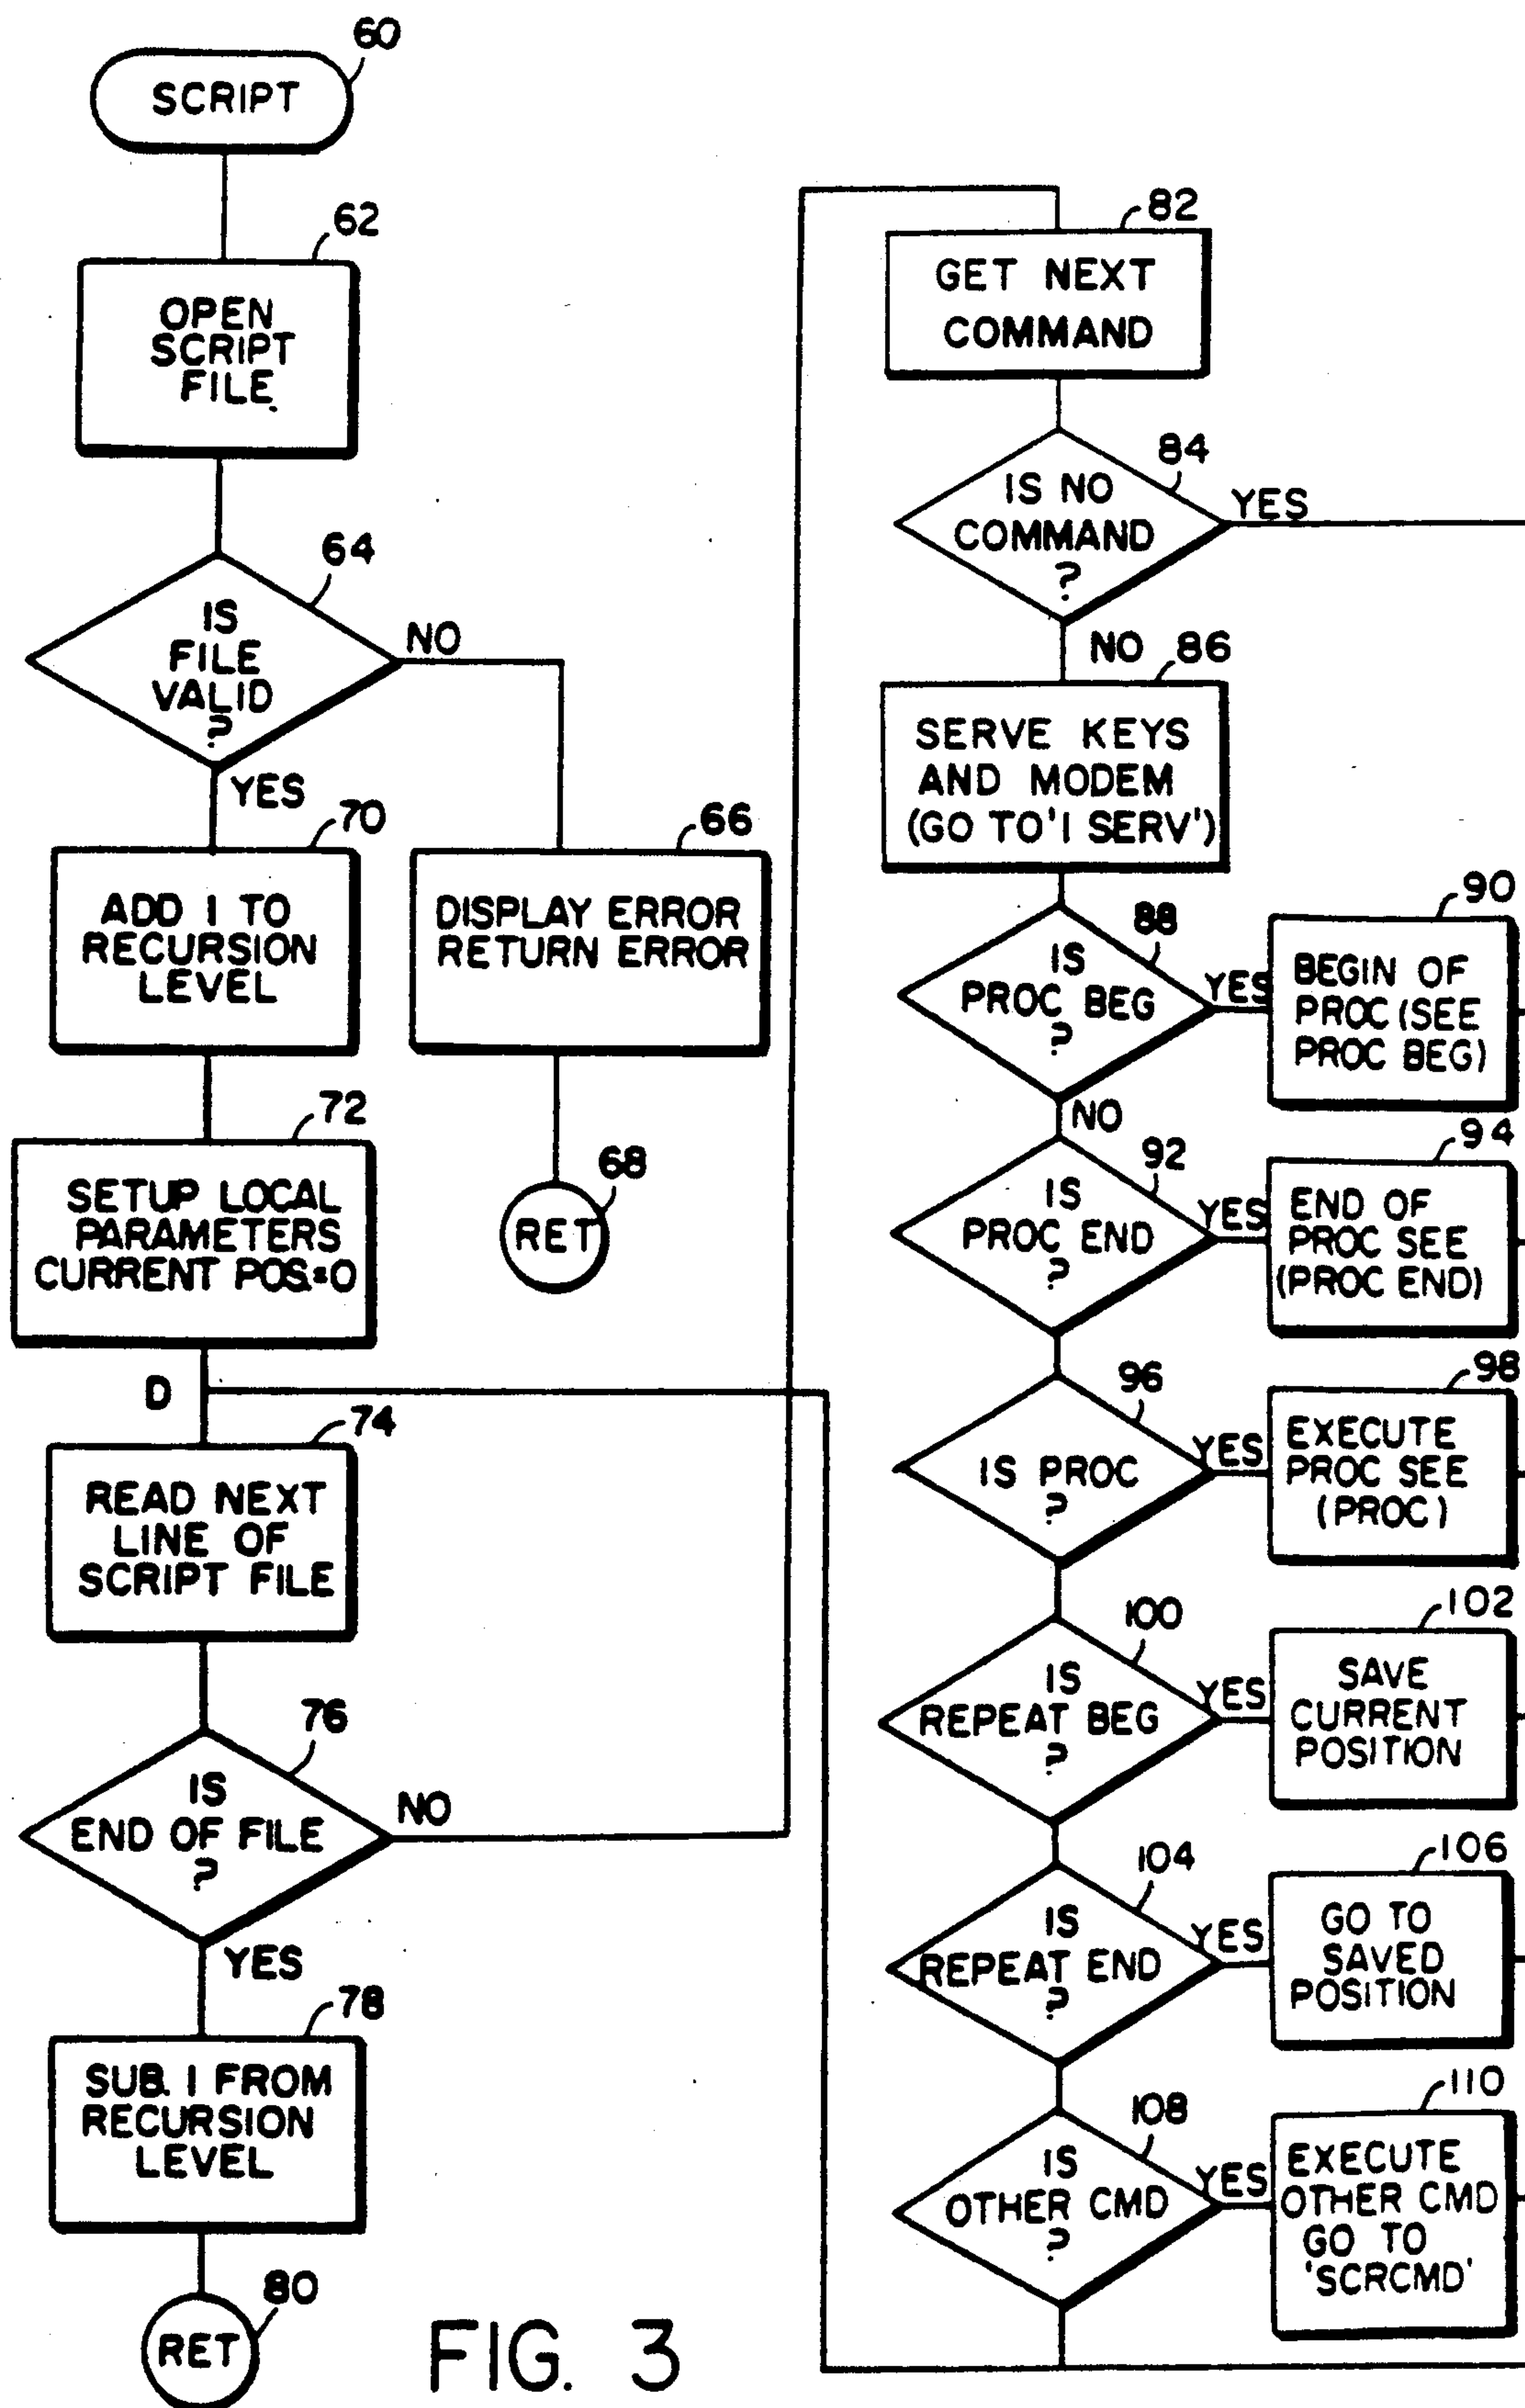 60
SCRIPT
62
OPEN
SCRIPT
FILE
64
IS
FILE
VALID
?
NO
YES
70
ADD 1 TO
RECURSION
LEVEL
66
DISPLAY ERROR
RETURN ERROR
68
RET
72
SETUP LOCAL
PARAMETERS
CURRENT POS.=0
D
74
READ NEXT
LINE OF
SCRIPT FILE
76
IS
END OF FILE
?
NO
YES
78
SUB. 1 FROM
RECURSION
LEVEL
80
RET
82
GET NEXT
COMMAND
84
IS NO
COMMAND
?
YES
NO
86
SERVE KEYS
AND MODEM
(GO TO 'I SERV')
88
IS
PROC BEG
?
YES
90
BEGIN OF
PROC (SEE
PROC BEG)
NO
92
IS
PROC END
?
YES
94
END OF
PROC SEE
(PROC END)
96
IS PROC
?
YES
98
EXECUTE
PROC SEE
(PROC)
100
IS
REPEAT BEG
?
YES
102
SAVE
CURRENT
POSITION
104
IS
REPEAT END
?
YES
106
GO TO
SAVED
POSITION
108
IS
OTHER CMD
?
YES
110
EXECUTE
OTHER CMD
GO TO
'SCRCMD'
FIG. 3